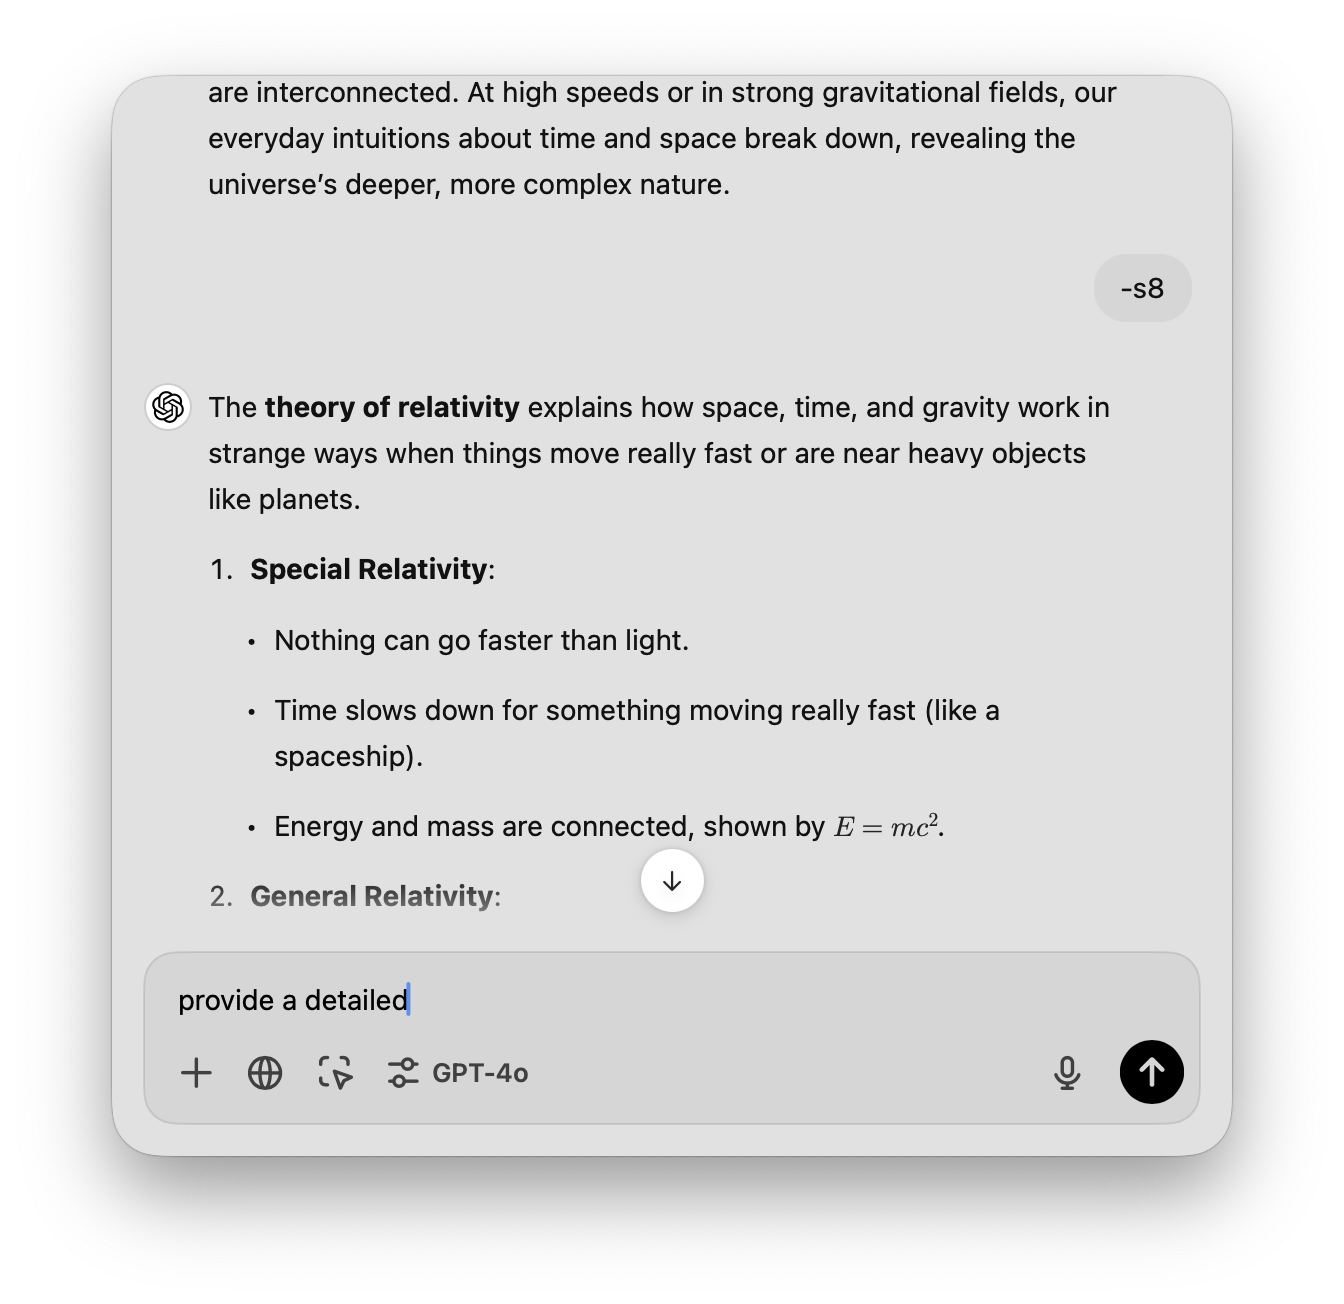 are interconnected. At high speeds or in strong gravitational fields, our
everyday intuitions about time and space break down, revealing the
universe’s deeper, more complex nature.
-s8
The theory of relativity explains how space, time, and gravity work in
strange ways when things move really fast or are near heavy objects
like planets.
1. Special Relativity:
• Nothing can go faster than light.
• Time slows down for something moving really fast (like a
spaceship).
• Energy and mass are connected, shown by E = mc².
2. General Relativity:
provide a detailed
GPT-4o